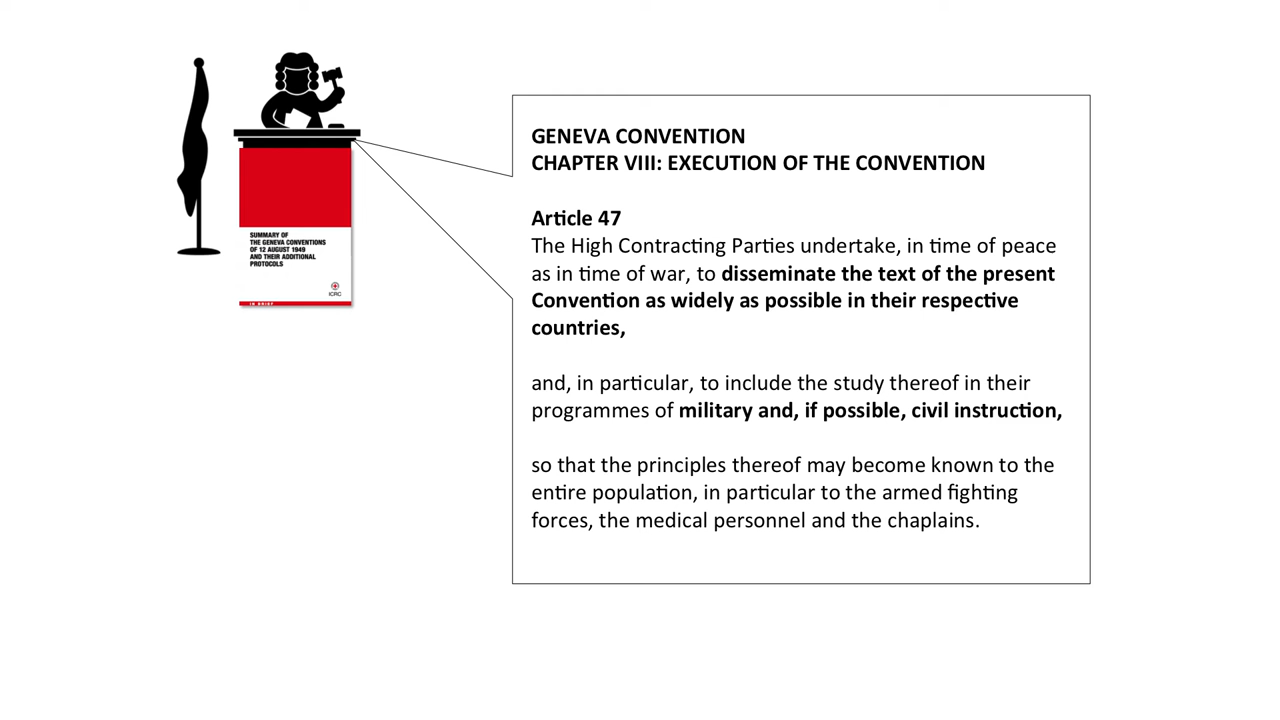 SUMMARY OF
THE GENEVA CONVENTIONS
OF 12 AUGUST 1949
AND THEIR ADDITIONAL
PROTOCOLS
ICRC
IN BRIEF
GENEVA CONVENTION
CHAPTER VIII: EXECUTION OF THE CONVENTION
Article 47
The High Contracting Parties undertake, in time of peace
as in time of war, to disseminate the text of the present
Convention as widely as possible in their respective
countries,
and, in particular, to include the study thereof in their
programmes of military and, if possible, civil instruction,
so that the principles thereof may become known to the
entire population, in particular to the armed fighting
forces, the medical personnel and the chaplains.